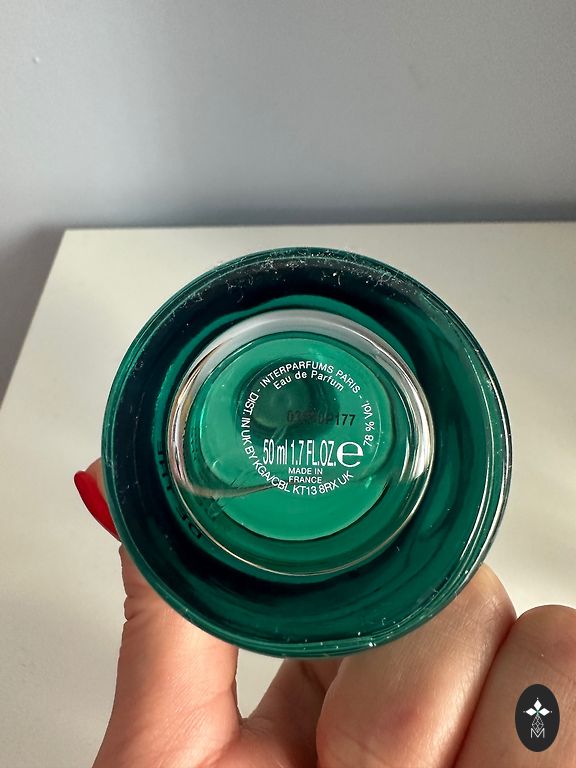 INTERPARFUMS PARIS - Vol. % 78
Eau de Parfum
50 ml 1.7 FL.OZ. e
MADE IN
FRANCE
DIST. IN UK BY KGA/CBL KT13 8RX UK